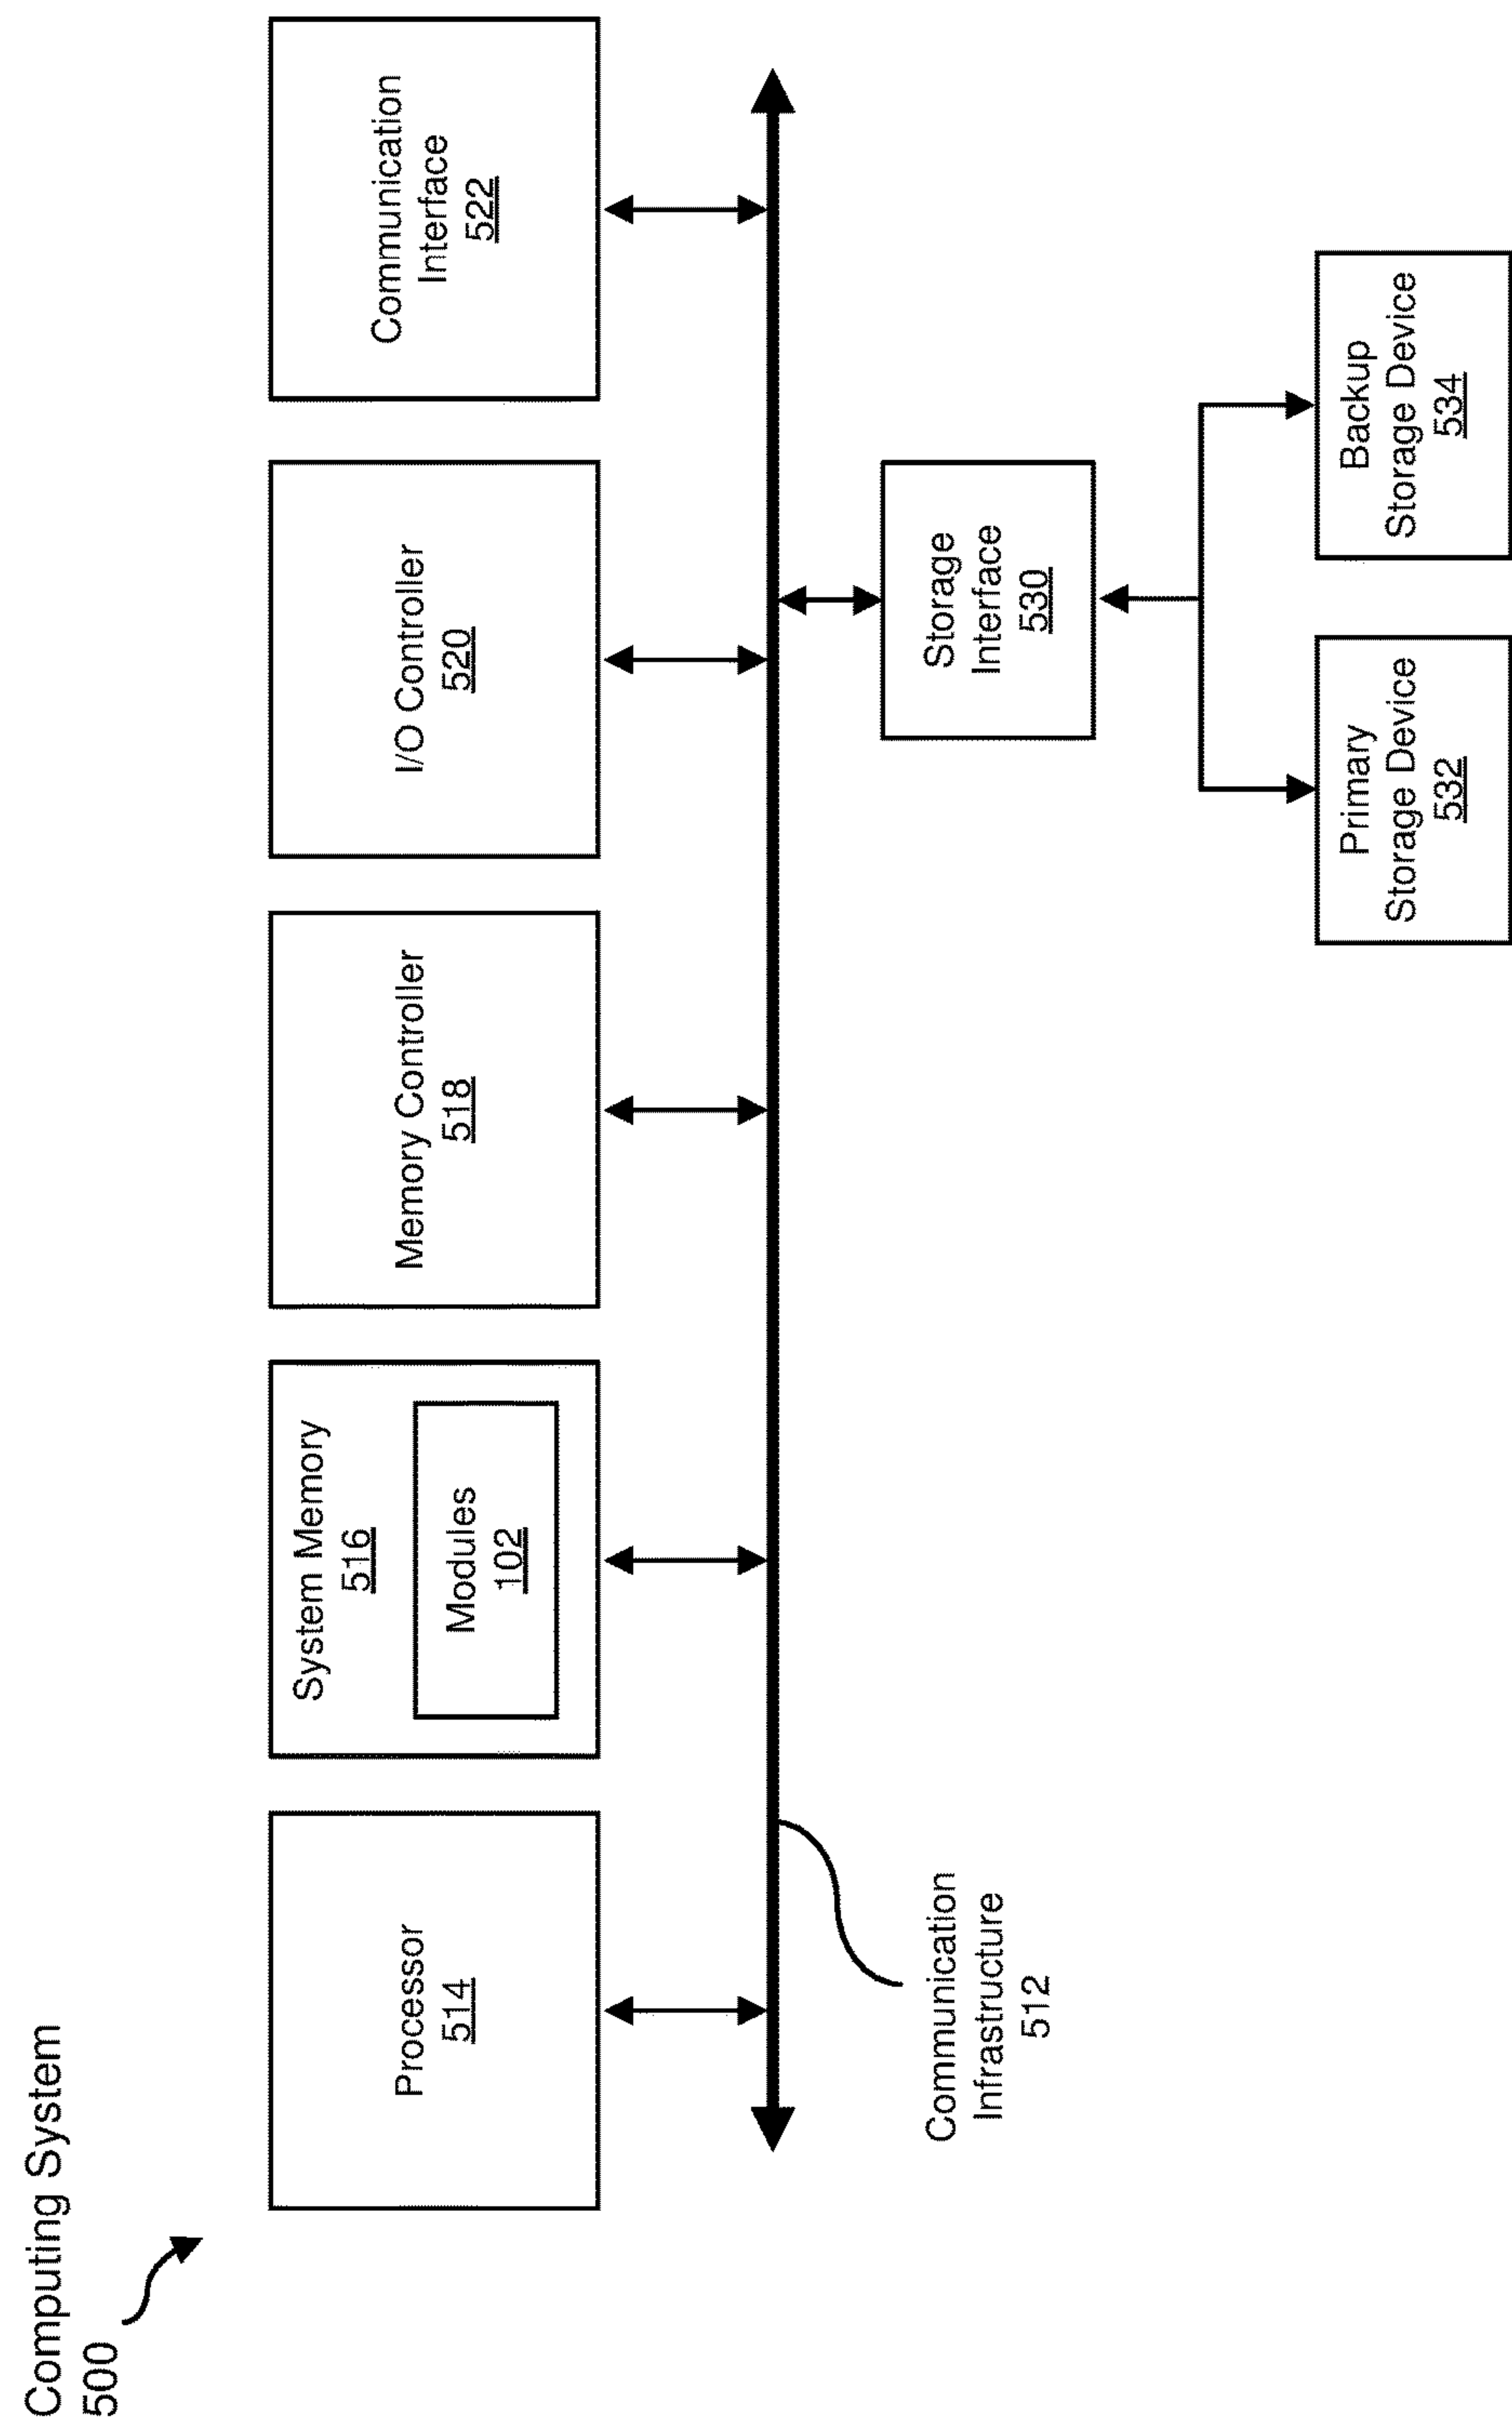 Computing System
500
Processor
514
System Memory
516
Modules
102
Memory Controller
518
I/O Controller
520
Communication
Interface
522
Communication
Infrastructure
512
Storage
Interface
530
Primary
Storage Device
532
Backup
Storage Device
534